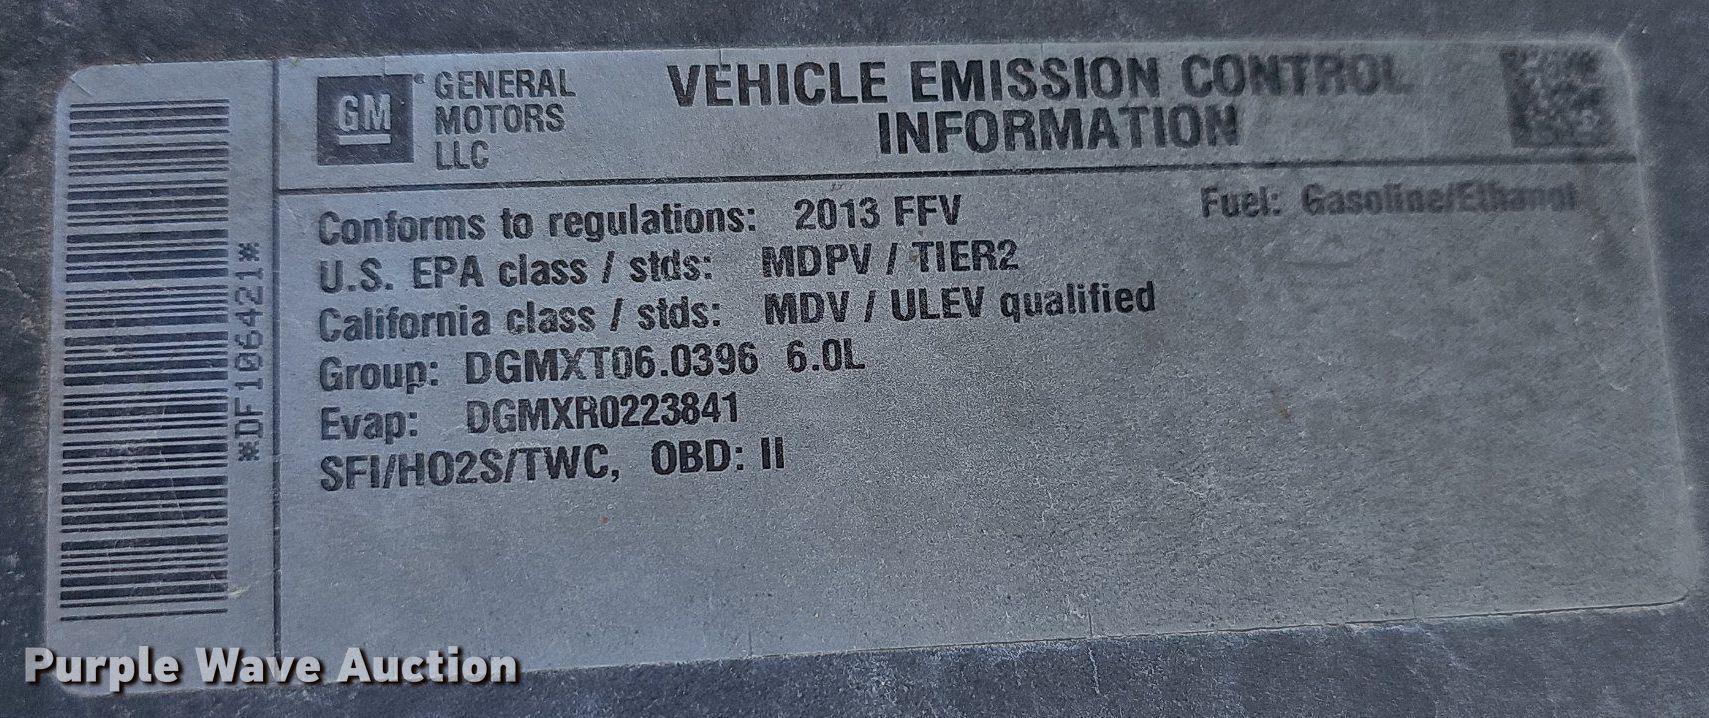 GM
GENERAL
MOTORS
LLC
VEHICLE EMISSION CONTROL
INFORMATION
Conforms to regulations: 2013 FFV
Fuel: Gasoline/Ethanol
U.S. EPA class / stds: MDPV / TIER2
California class / stds: MDV / ULEV qualified
Group: DGMXT06.0396 6.0L
Evap: DGMXR0223841
SFI/HO2S/TWC, OBD: II
*DF106421*
Purple Wave Auction